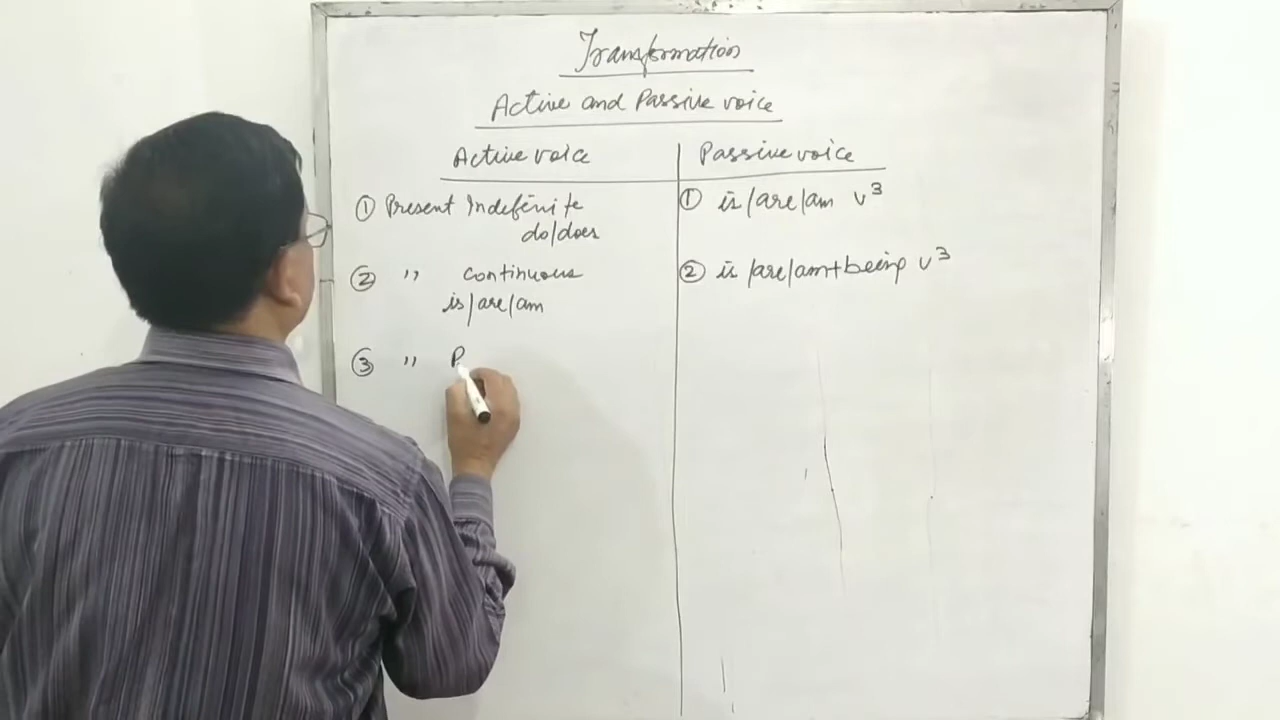 Transformation
Active and Passive voice
Active voice
Passive voice
① Present Indefinite
do/does
① is/are/am v³
② " continuous
is/are/am
② is/are/am+being v³
③ " P